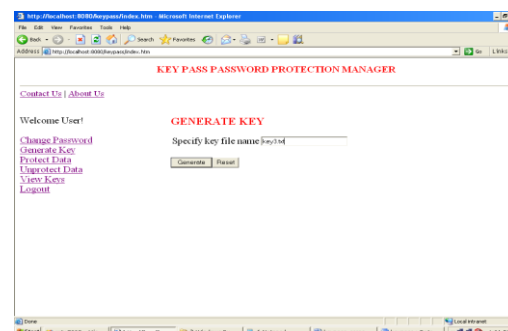 http://localhost:8080/keypass/index.htm - Microsoft Internet Explorer
File Edit View Favorites Tools Help
Back Search Favorites
Address http://localhost:8080/keypass/index.htm Go Links
KEY PASS PASSWORD PROTECTION MANAGER
Contact Us | About Us
Welcome User!
GENERATE KEY
Change Password
Specify key file name key3.txt
Generate Key
Protect Data
Generate Reset
Unprotect Data
View Keys
Logout
Done Local intranet